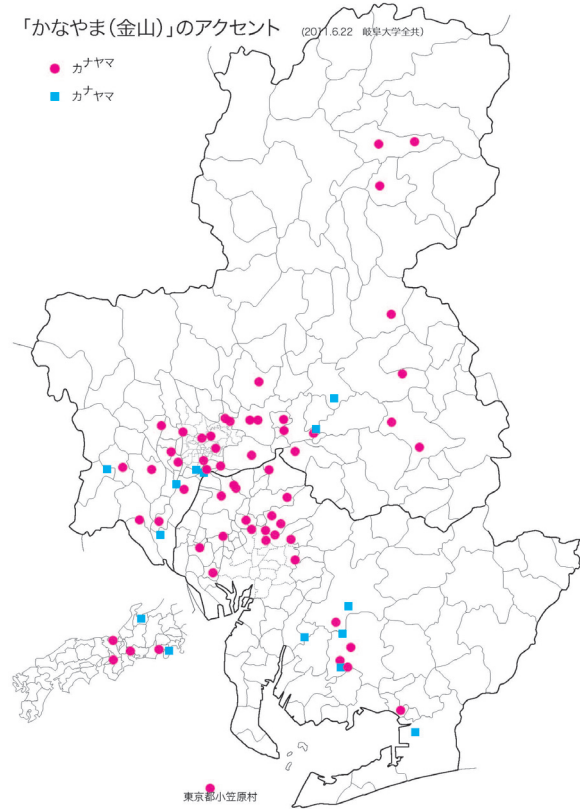 「かなやま(金山)」のアクセント
(2011.6.22 岐阜大学全共)
カナヤマ
カナヤマ
東京都小笠原村